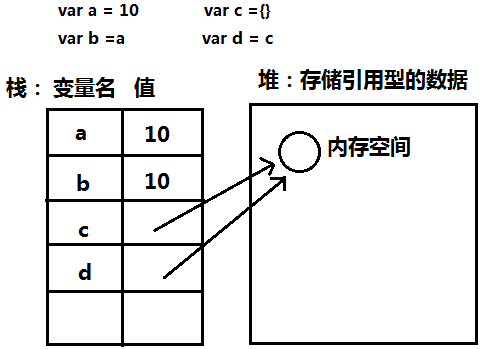 var a = 10 var c ={}
var b =a var d = c
栈：变量名 值 堆：存储引用型的数据
a 10
内存空间
b 10
c
d